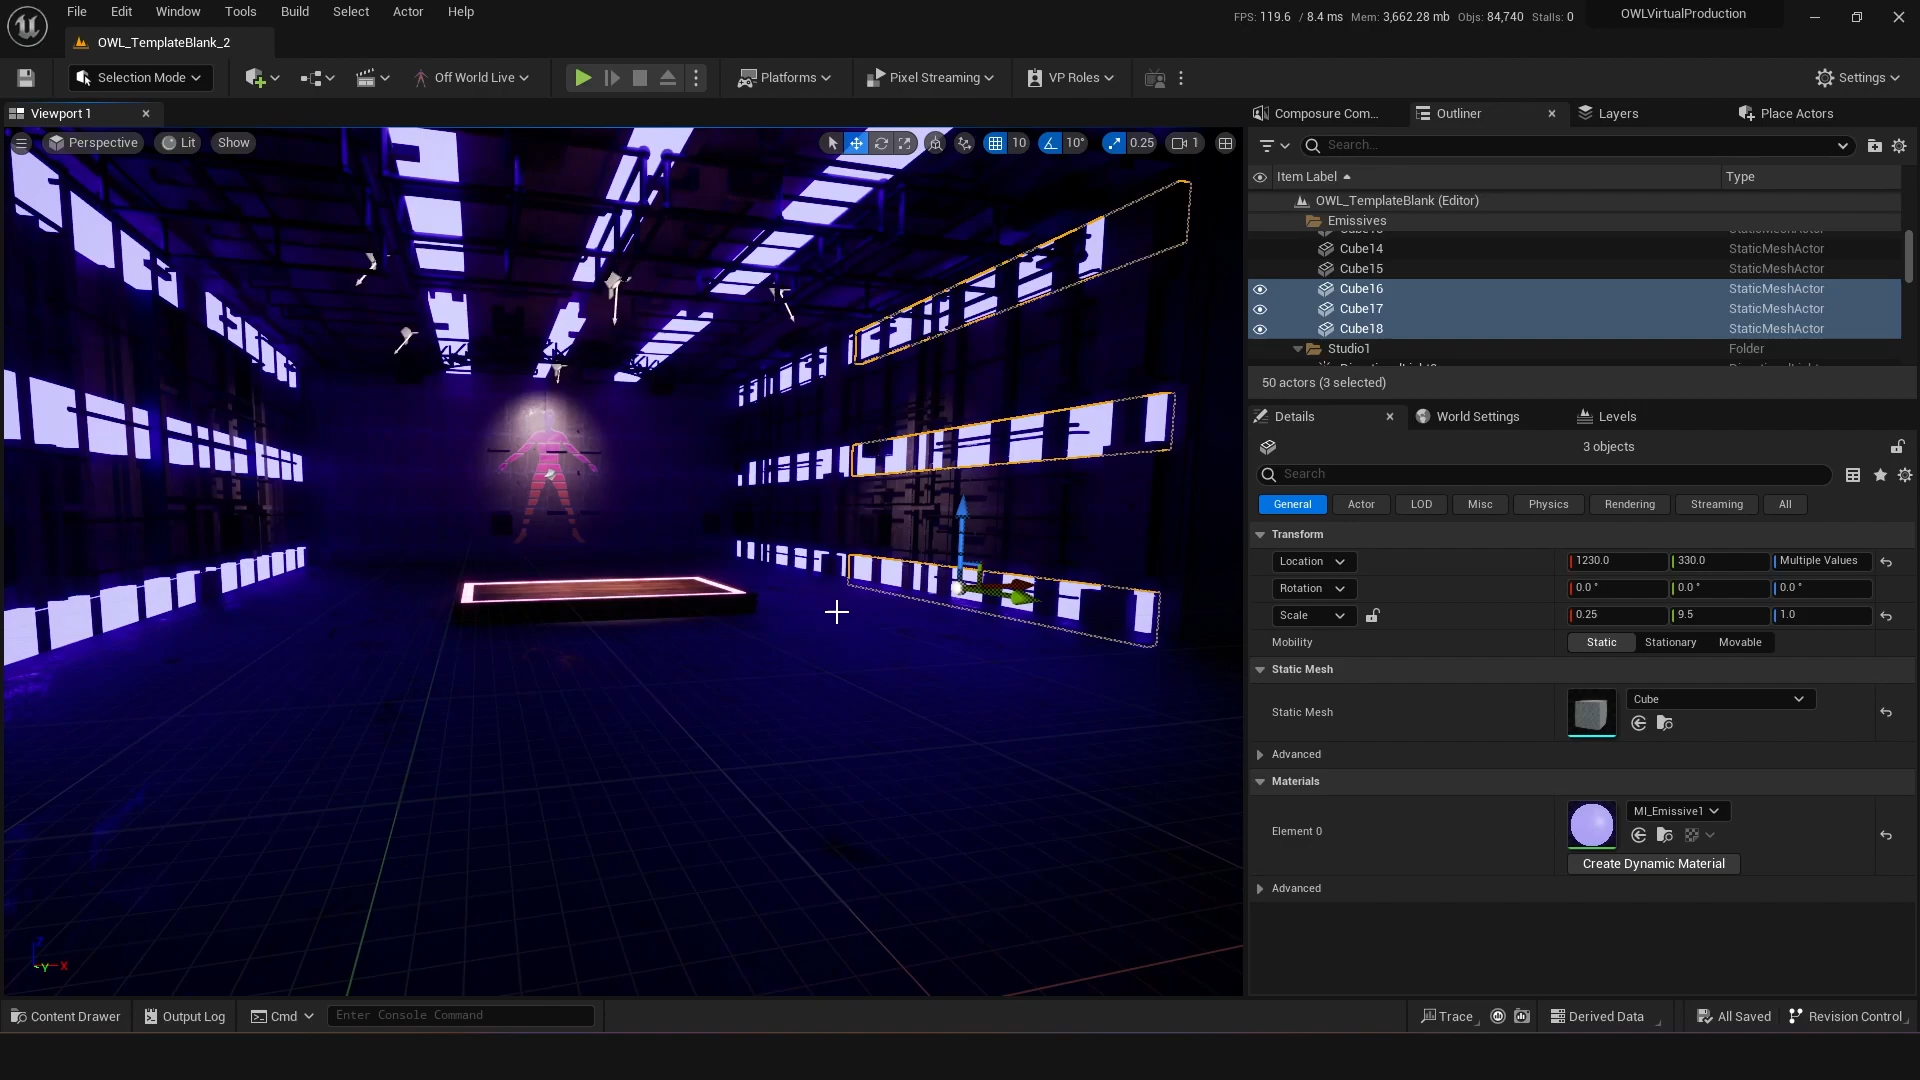 File Edit Window Tools Build Select Actor Help
FPS: 119.6 / 8.4 ms Mem: 3,662.28 mb Objs: 84,740 Stalls: 0
OWLVirtualProduction
OWL_TemplateBlank_2
Selection Mode
Off World Live
Platforms
Pixel Streaming
VP Roles
Settings
Viewport 1
Composure Com...
Outliner
Layers
Place Actors
Perspective
Lit
Show
10
10°
0.25
1
Search...
Item Label
Type
OWL_TemplateBlank (Editor)
Emissives
Cube14 StaticMeshActor
Cube15 StaticMeshActor
Cube16 StaticMeshActor
Cube17 StaticMeshActor
Cube18 StaticMeshActor
Studio1 Folder
50 actors (3 selected)
Details
World Settings
Levels
3 objects
Search
General Actor LOD Misc Physics Rendering Streaming All
Transform
Location 1230.0 330.0 Multiple Values
Rotation 0.0 ° 0.0 ° 0.0 °
Scale 0.25 9.5 1.0
Mobility Static Stationary Movable
Static Mesh
Static Mesh Cube
Advanced
Materials
Element 0 MI_Emissive1
Create Dynamic Material
Advanced
Z
Y
X
Content Drawer
Output Log
Cmd
Enter Console Command
Trace
Derived Data
All Saved
Revision Control